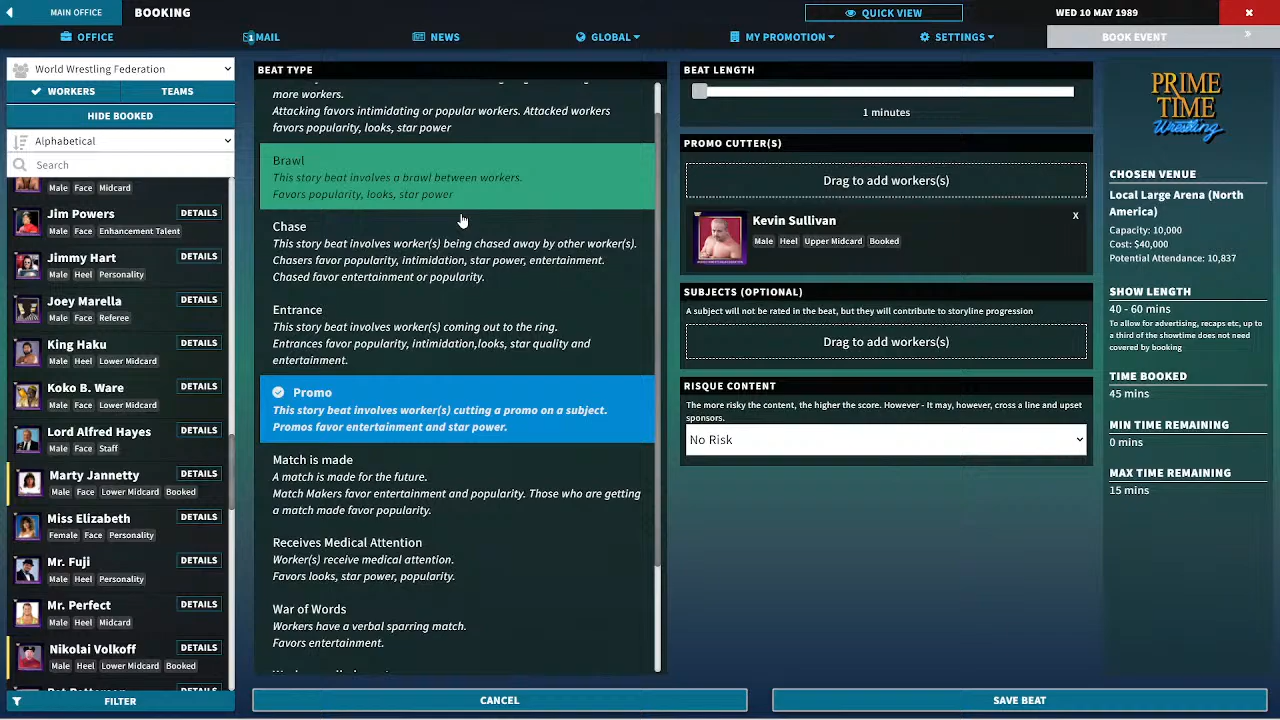 MAIN OFFICE
BOOKING
QUICK VIEW
WED 10 MAY 1989
OFFICE
1
MAIL
NEWS
GLOBAL
MY PROMOTION
SETTINGS
BOOK EVENT
World Wrestling Federation
WORKERS
TEAMS
HIDE BOOKED
Alphabetical
Search
Male Face Midcard
Jim Powers
DETAILS
Male Face Enhancement Talent
Jimmy Hart
DETAILS
Male Heel Personality
Joey Marella
DETAILS
Male Face Referee
King Haku
DETAILS
Male Heel Lower Midcard
Koko B. Ware
DETAILS
Male Face Lower Midcard
Lord Alfred Hayes
DETAILS
Male Face Staff
Marty Jannetty
DETAILS
Male Face Lower Midcard Booked
Miss Elizabeth
DETAILS
Female Face Personality
Mr. Fuji
DETAILS
Male Heel Personality
Mr. Perfect
DETAILS
Male Heel Midcard
Nikolai Volkoff
DETAILS
Male Heel Lower Midcard Booked
FILTER
BEAT TYPE
more workers.
Attacking favors intimidating or popular workers. Attacked workers
favors popularity, looks, star power
Brawl
This story beat involves a brawl between workers.
Favors popularity, looks, star power
Chase
This story beat involves worker(s) being chased away by other worker(s).
Chasers favor popularity, intimidation, star power, entertainment.
Chased favor entertainment or popularity.
Entrance
This story beat involves worker(s) coming out to the ring.
Entrances favor popularity, intimidation,looks, star quality and
entertainment.
Promo
This story beat involves worker(s) cutting a promo on a subject.
Promos favor entertainment and star power.
Match is made
A match is made for the future.
Match Makers favor entertainment and popularity. Those who are getting
a match made favor popularity.
Receives Medical Attention
Worker(s) receive medical attention.
Favors looks, star power, popularity.
War of Words
Workers have a verbal sparring match.
Favors entertainment.
CANCEL
BEAT LENGTH
1 minutes
PROMO CUTTER(S)
Drag to add workers(s)
Kevin Sullivan
x
Male Heel Upper Midcard Booked
SUBJECTS (OPTIONAL)
A subject will not be rated in the beat, but they will contribute to storyline progression
Drag to add workers(s)
RISQUE CONTENT
The more risky the content, the higher the score. However - It may, however, cross a line and upset
sponsors.
No Risk
SAVE BEAT
PRIME
TIME
Wrestling
CHOSEN VENUE
Local Large Arena (North
America)
Capacity: 10,000
Cost: $40,000
Potential Attendance: 10,837
SHOW LENGTH
40 - 60 mins
To allow for advertising, recaps etc, up to
a third of the showtime does not need
covered by booking
TIME BOOKED
45 mins
MIN TIME REMAINING
0 mins
MAX TIME REMAINING
15 mins